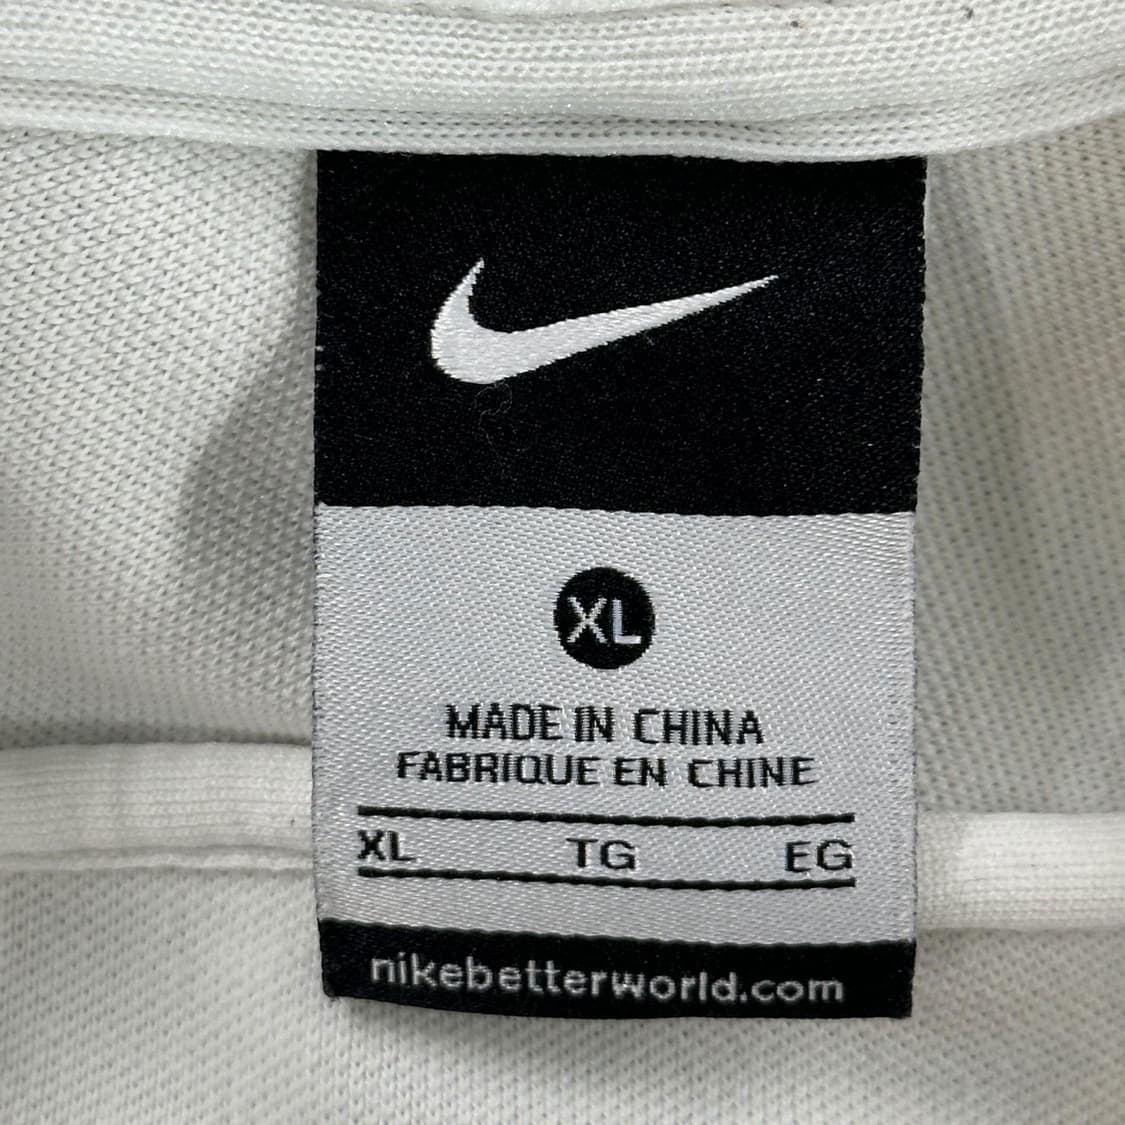 XL
MADE IN CHINA
FABRIQUE EN CHINE
XL TG EG
nikebetterworld.com